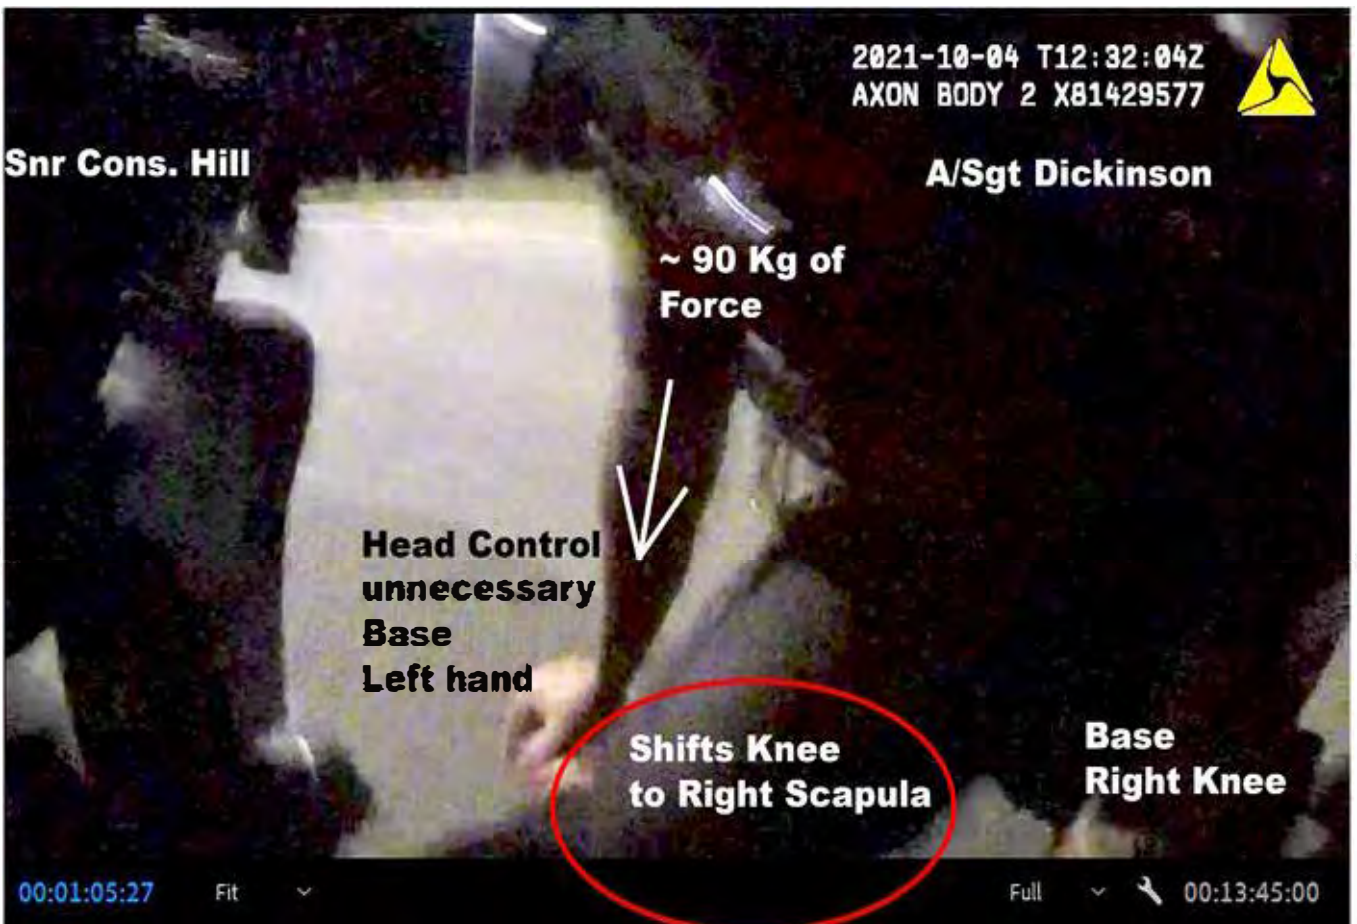 2021-10-04 T12:32:04Z
AXON BODY 2 X81429577
Snr Cons. Hill
A/Sgt Dickinson
~ 90 Kg of
Force
Head Control
unnecessary
Base
Left hand
Shifts Knee
to Right Scapula
Base
Right Knee
00:01:05:27
Fit
Full
00:13:45:00